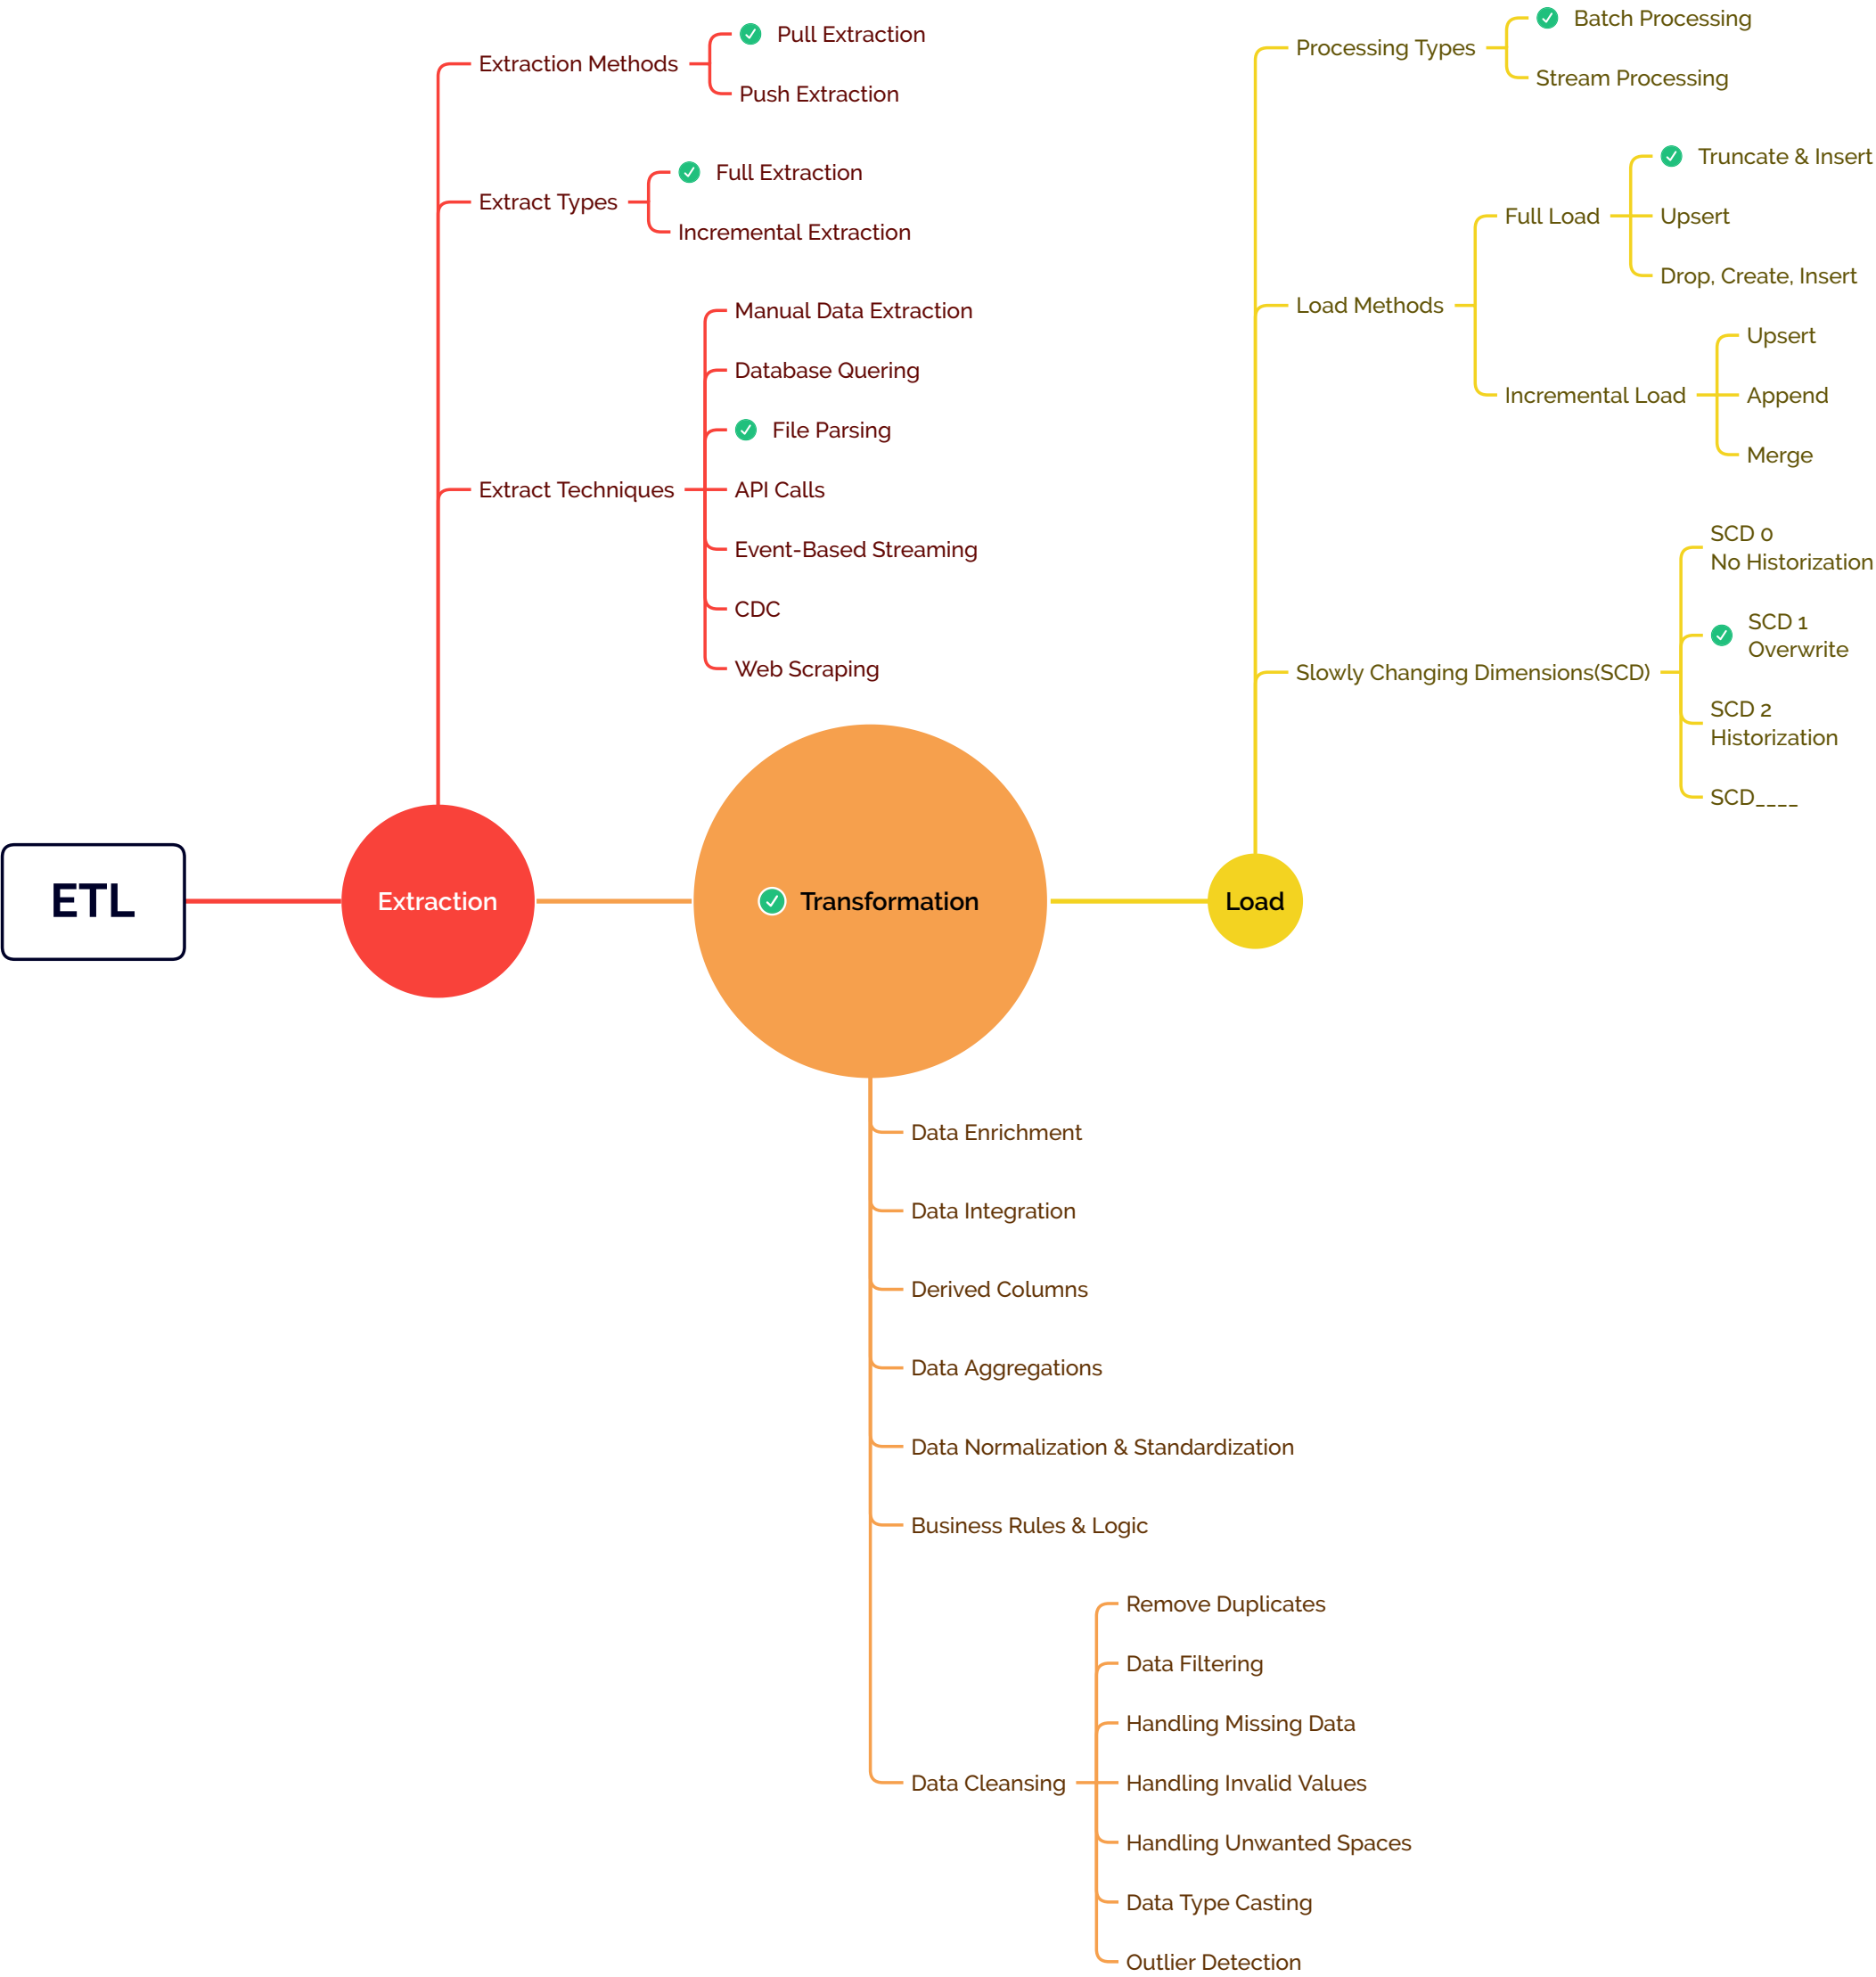 ETL
Extraction
Extraction Methods
Pull Extraction
Push Extraction
Extract Types
Full Extraction
Incremental Extraction
Extract Techniques
Manual Data Extraction
Database Quering
File Parsing
API Calls
Event-Based Streaming
CDC
Web Scraping
Transformation
Data Enrichment
Data Integration
Derived Columns
Data Aggregations
Data Normalization & Standardization
Business Rules & Logic
Data Cleansing
Remove Duplicates
Data Filtering
Handling Missing Data
Handling Invalid Values
Handling Unwanted Spaces
Data Type Casting
Outlier Detection
Load
Processing Types
Batch Processing
Stream Processing
Load Methods
Full Load
Truncate & Insert
Upsert
Drop, Create, Insert
Incremental Load
Upsert
Append
Merge
Slowly Changing Dimensions(SCD)
SCD 0
No Historization
SCD 1
Overwrite
SCD 2
Historization
SCD____